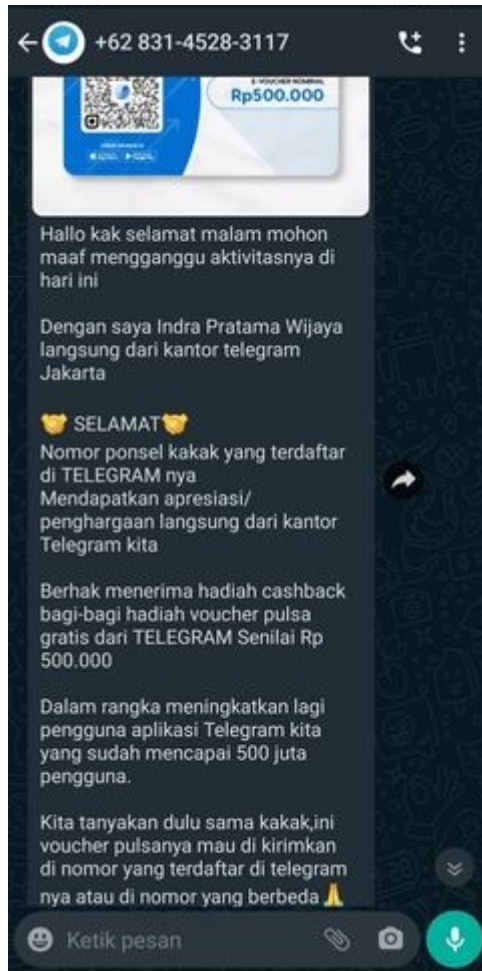 +62 831-4528-3117
E-VOUCHER NOMINAL
Rp500.000
Hallo kak selamat malam mohon
maaf mengganggu aktivitasnya di
hari ini
Dengan saya Indra Pratama Wijaya
langsung dari kantor telegram
Jakarta
🤝 SELAMAT🤝
Nomor ponsel kakak yang terdaftar
di TELEGRAM nya
Mendapatkan apresiasi/
penghargaan langsung dari kantor
Telegram kita
Berhak menerima hadiah cashback
bagi-bagi hadiah voucher pulsa
gratis dari TELEGRAM Senilai Rp
500.000
Dalam rangka meningkatkan lagi
pengguna aplikasi Telegram kita
yang sudah mencapai 500 juta
pengguna.
Kita tanyakan dulu sama kakak,ini
voucher pulsanya mau di kirimkan
di nomor yang terdaftar di telegram
nya atau di nomor yang berbeda 🙏
Ketik pesan